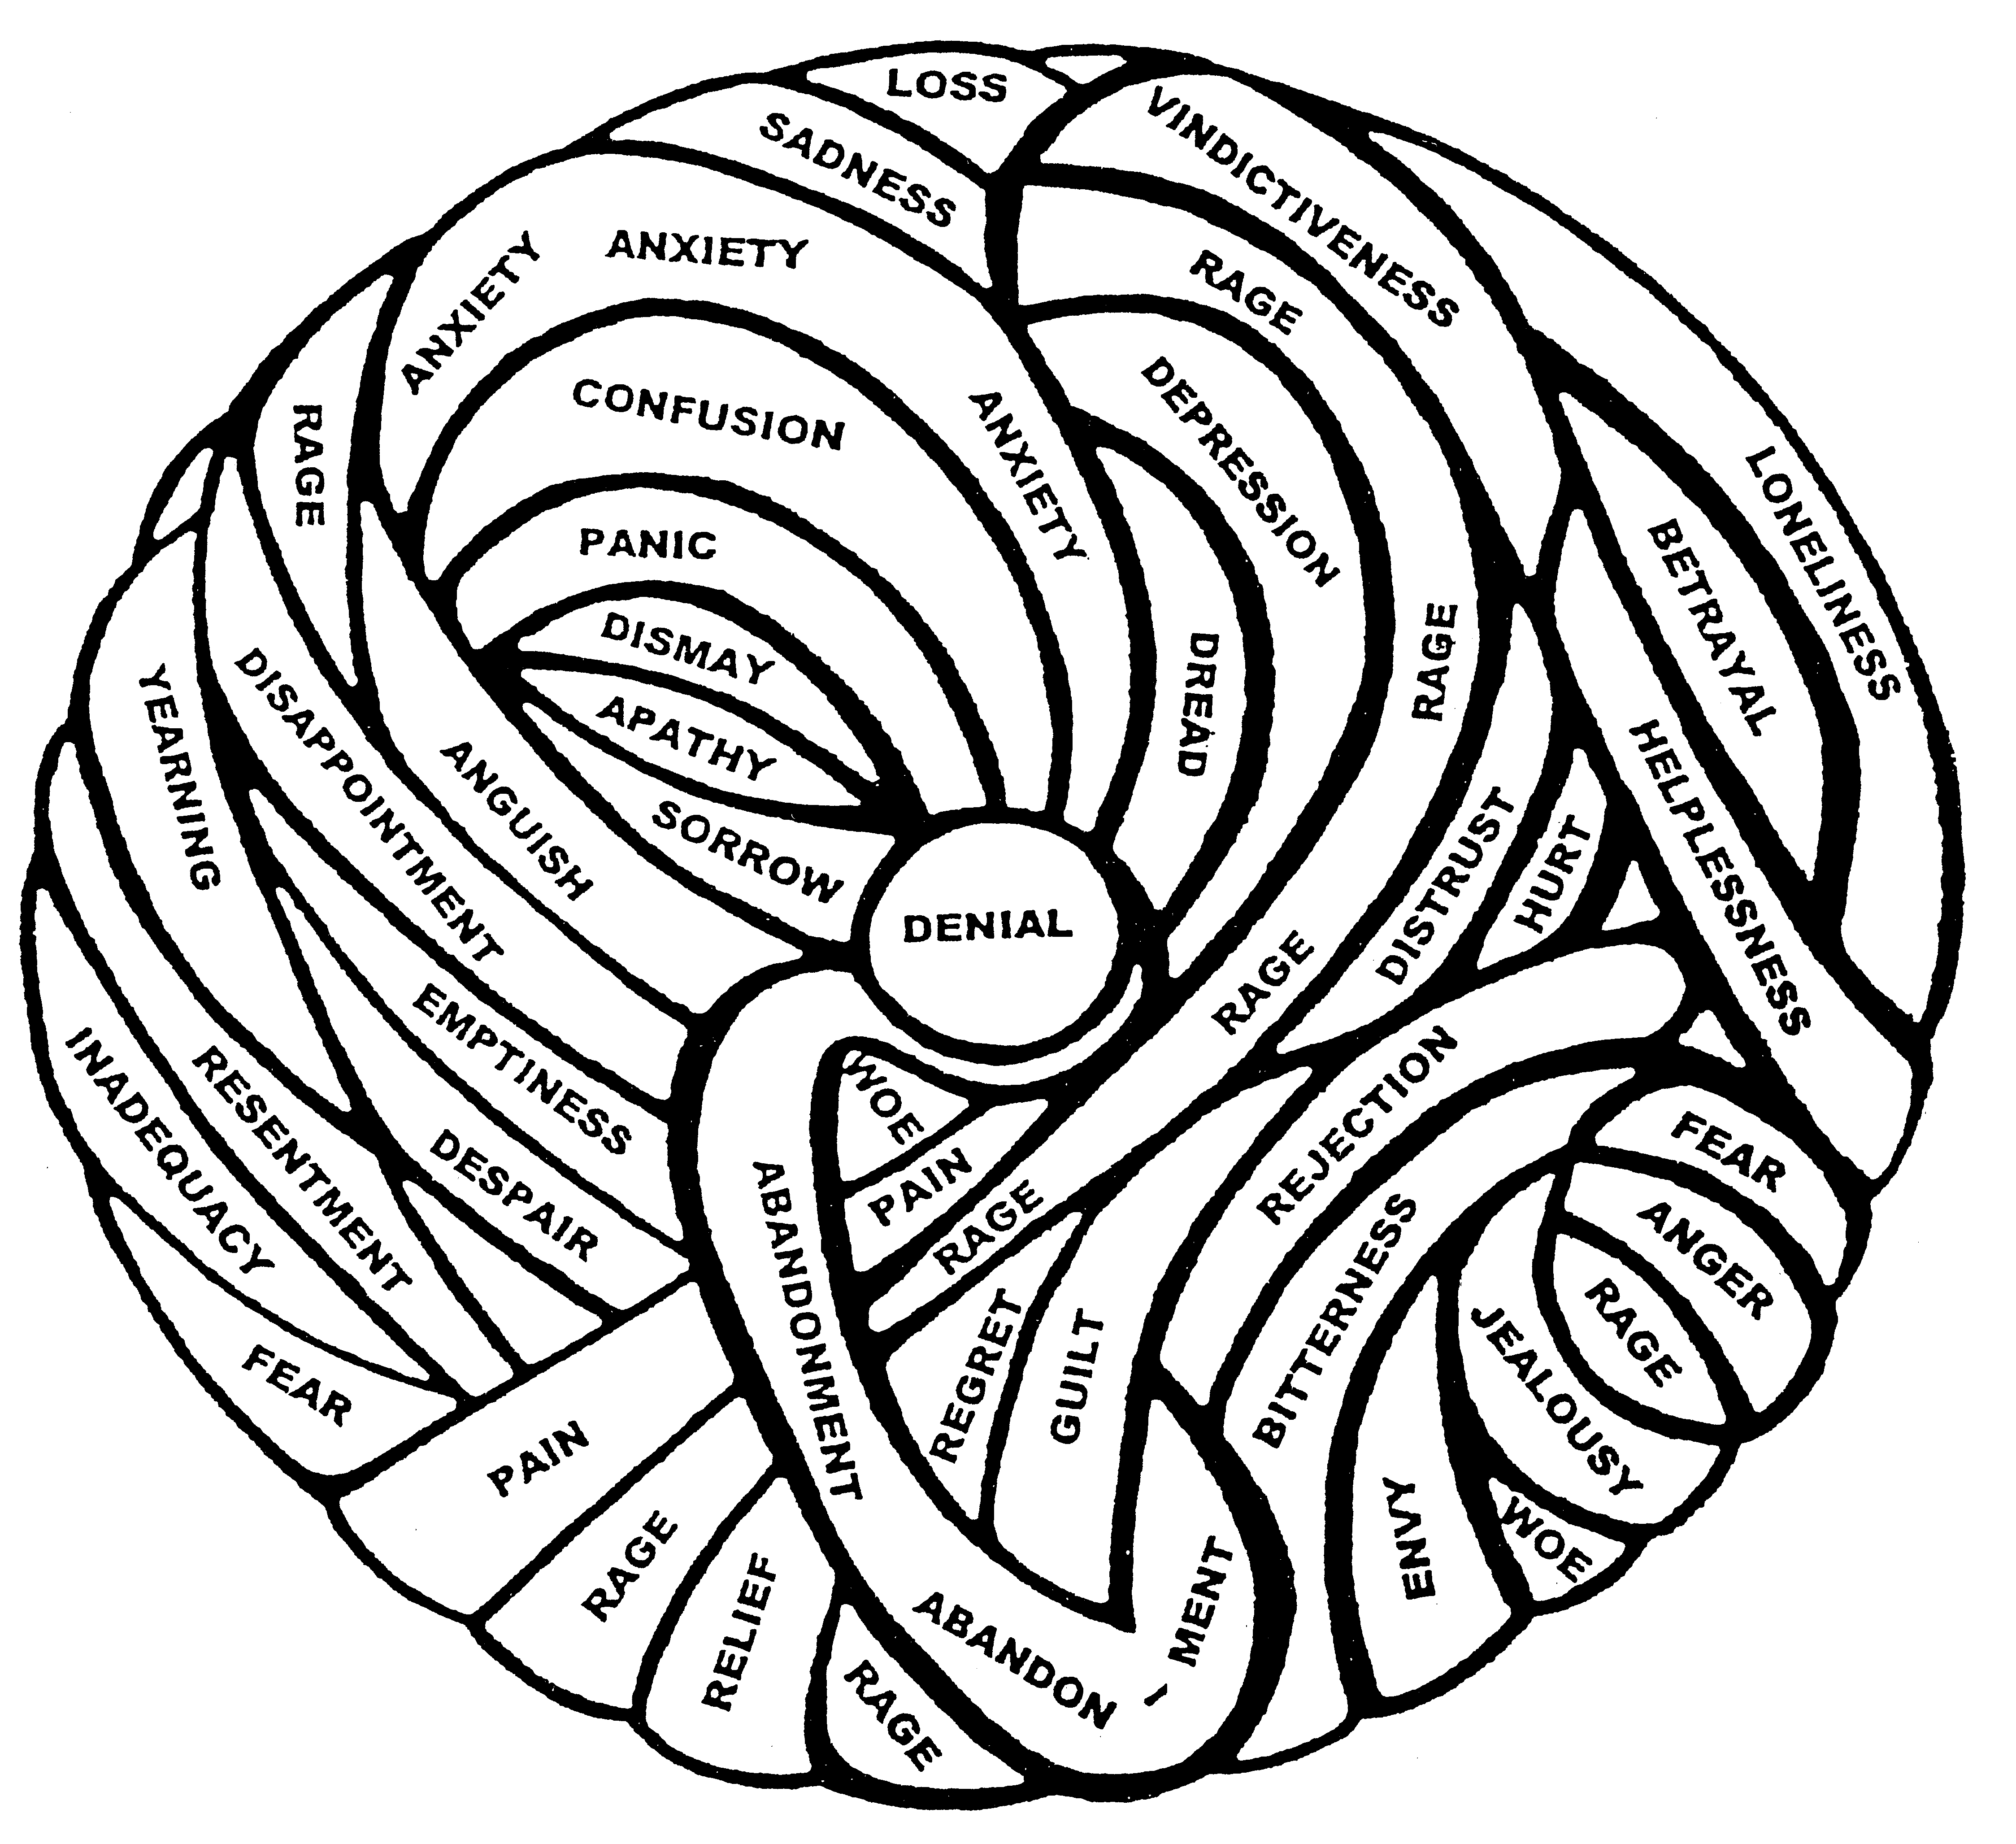 LOSS
SADNESS
VINDICTIVENESS
ANXIETY
ANXIETY
RAGE
CONFUSION
ANXIETY
DEPRESSION
RAGE
LONELINESS
BETRAYAL
PANIC
DISMAY
DREAD
RAGE
YEARNING
DISAPPOINTMENT
APATHY
ANGUISH
SORROW
DISTRUST
HURT
HELPLESSNESS
DENIAL
RAGE
EMPTINESS
INADEQUACY
RESENTMENT
WOE
REJECTION
DESPAIR
PAIN
RAGE
FEAR
ANGER
ABANDONMENT
BITTERNESS
REGRET
GUILT
RAGE
JEALOUSY
FEAR
PAIN
RAGE
RELIEF
ENVY
WOE
ABANDON
- MENT
RAGE